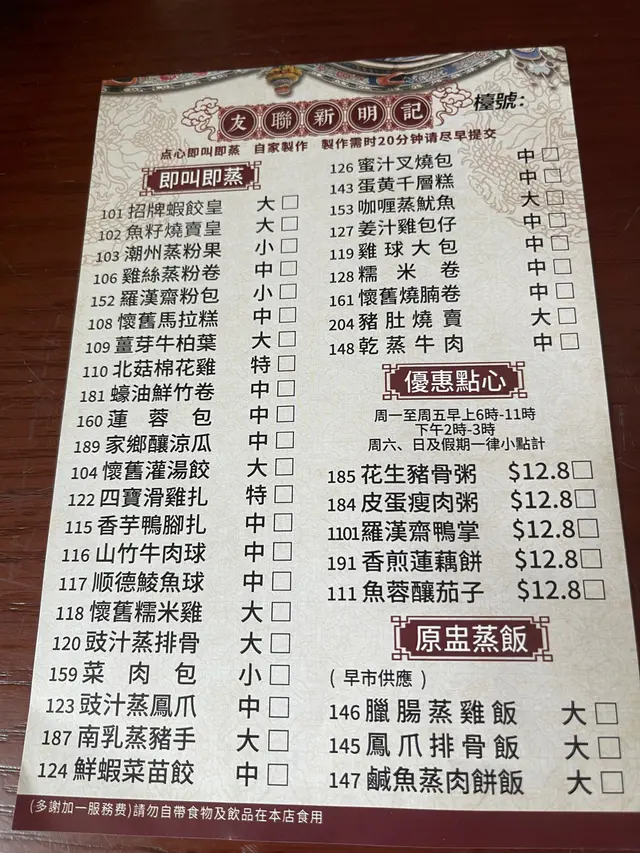 友聯新明記
檯號：
点心即叫即蒸 自家製作 製作需时20分钟请尽早提交
即叫即蒸
101 招牌蝦餃皇 大 □
102 魚籽燒賣皇 大 □
103 潮州蒸粉果 小 □
106 雞絲蒸粉卷 中 □
152 羅漢齋粉包 小 □
108 懷舊馬拉糕 中 □
109 薑芽牛柏葉 大 □
110 北菇棉花雞 特 □
181 蠔油鮮竹卷 中 □
160 蓮蓉包 中 □
189 家鄉釀涼瓜 中 □
104 懷舊灌湯餃 大 □
122 四寶滑雞扎 特 □
115 香芋鴨腳扎 中 □
116 山竹牛肉球 中 □
117 顺德鯪魚球 中 □
118 懷舊糯米雞 大 □
120 豉汁蒸排骨 大 □
159 菜肉包 小 □
123 豉汁蒸鳳爪 中 □
187 南乳蒸豬手 大 □
124 鮮蝦菜苗餃 中 □
126 蜜汁叉燒包 中 □
143 蛋黄千層糕 中 □
153 咖喱蒸魷魚 大 □
127 姜汁雞包仔 中 □
119 雞球大包 中 □
128 糯米卷 中 □
161 懷舊燒腩卷 中 □
204 豬肚燒賣 大 □
148 乾蒸牛肉 中 □
優惠點心
周一至周五早上6時-11時
下午2時-3時
周六、日及假期一律小點計
185 花生豬骨粥 $12.8 □
184 皮蛋瘦肉粥 $12.8 □
1101 羅漢齋鴨掌 $12.8 □
191 香煎蓮藕餅 $12.8 □
111 魚蓉釀茄子 $12.8 □
原盅蒸飯
( 早市供應 )
146 臘腸蒸雞飯 大 □
145 鳳爪排骨飯 大 □
147 鹹魚蒸肉餅飯 大 □
(多謝加一服務费)請勿自帶食物及飲品在本店食用